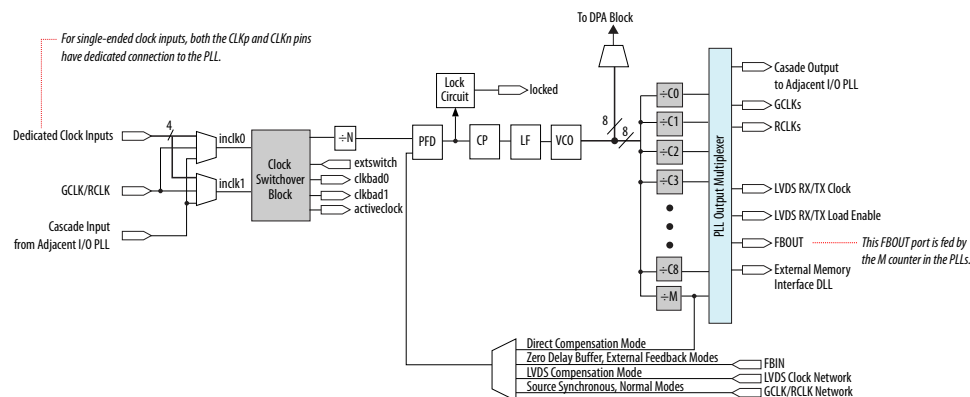 To DPA Block
For single-ended clock inputs, both the CLKp and CLKn pins
have dedicated connection to the PLL.
Lock
Circuit
locked
Casade Output
to Adjacent I/O PLL
÷C0
GCLKs
4
8
8
÷C1
RCLKs
Dedicated Clock Inputs
inclk0
÷N
PFD
CP
LF
VCO
÷C2
Clock
Switchover
Block
extswitch
clkbad0
clkbad1
activeclock
÷C3
PLL Output Multiplexer
GCLK/RCLK
inclk1
LVDS RX/TX Clock
LVDS RX/TX Load Enable
Cascade Input
from Adjacent I/O PLL
FBOUT
This FBOUT port is fed by
the M counter in the PLLs.
÷C8
External Memory
Interface DLL
÷M
Direct Compensation Mode
Zero Delay Buffer, External Feedback Modes
FBIN
LVDS Compensation Mode
LVDS Clock Network
Source Synchronous, Normal Modes
GCLK/RCLK Network